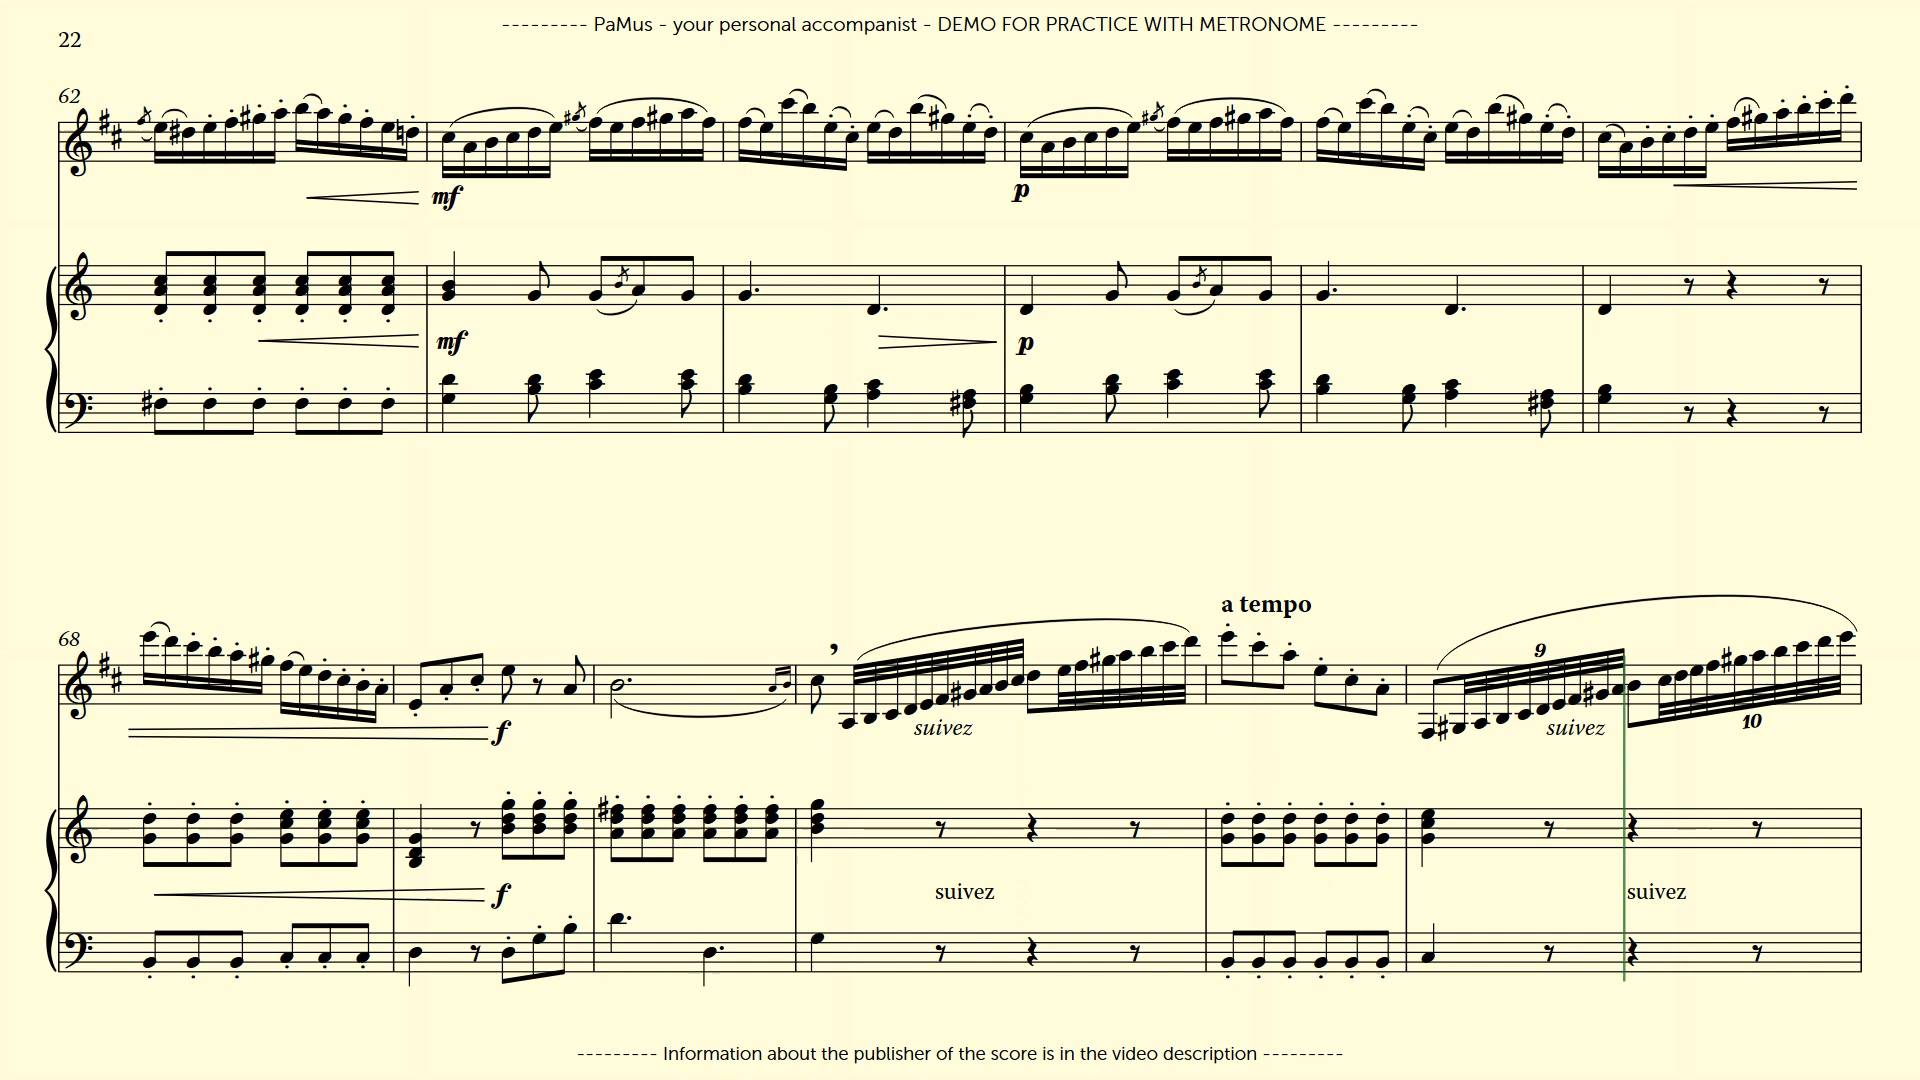 --------- PaMus - your personal accompanist - DEMO FOR PRACTICE WITH METRONOME ---------
22
62
mf
p
mf
p
68
a tempo
9
suivez
suivez
10
f
suivez
suivez
f
--------- Information about the publisher of the score is in the video description ---------